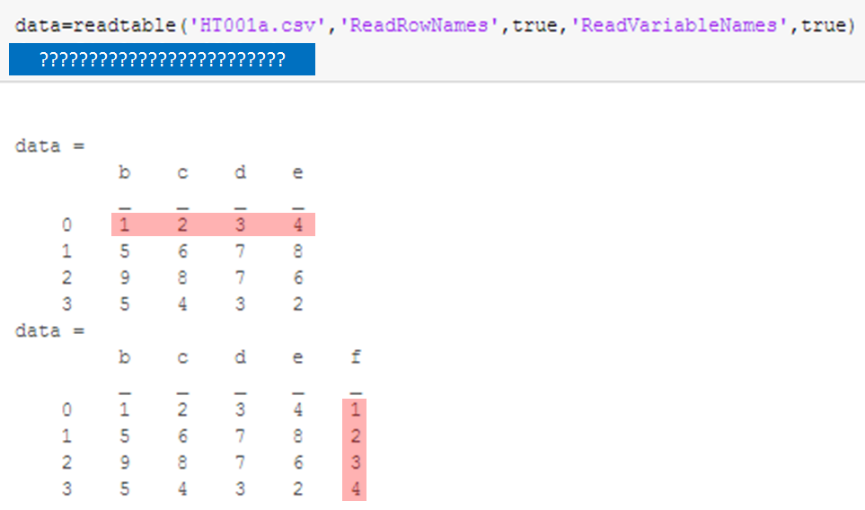 data=readtable('HT001a.csv','ReadRowNames',true,'ReadVariableNames',true)
?????????????????????????
data =
b c d e
_ _ _ _
0 1 2 3 4
1 5 6 7 8
2 9 8 7 6
3 5 4 3 2
data =
b c d e f
_ _ _ _ _
0 1 2 3 4 1
1 5 6 7 8 2
2 9 8 7 6 3
3 5 4 3 2 4